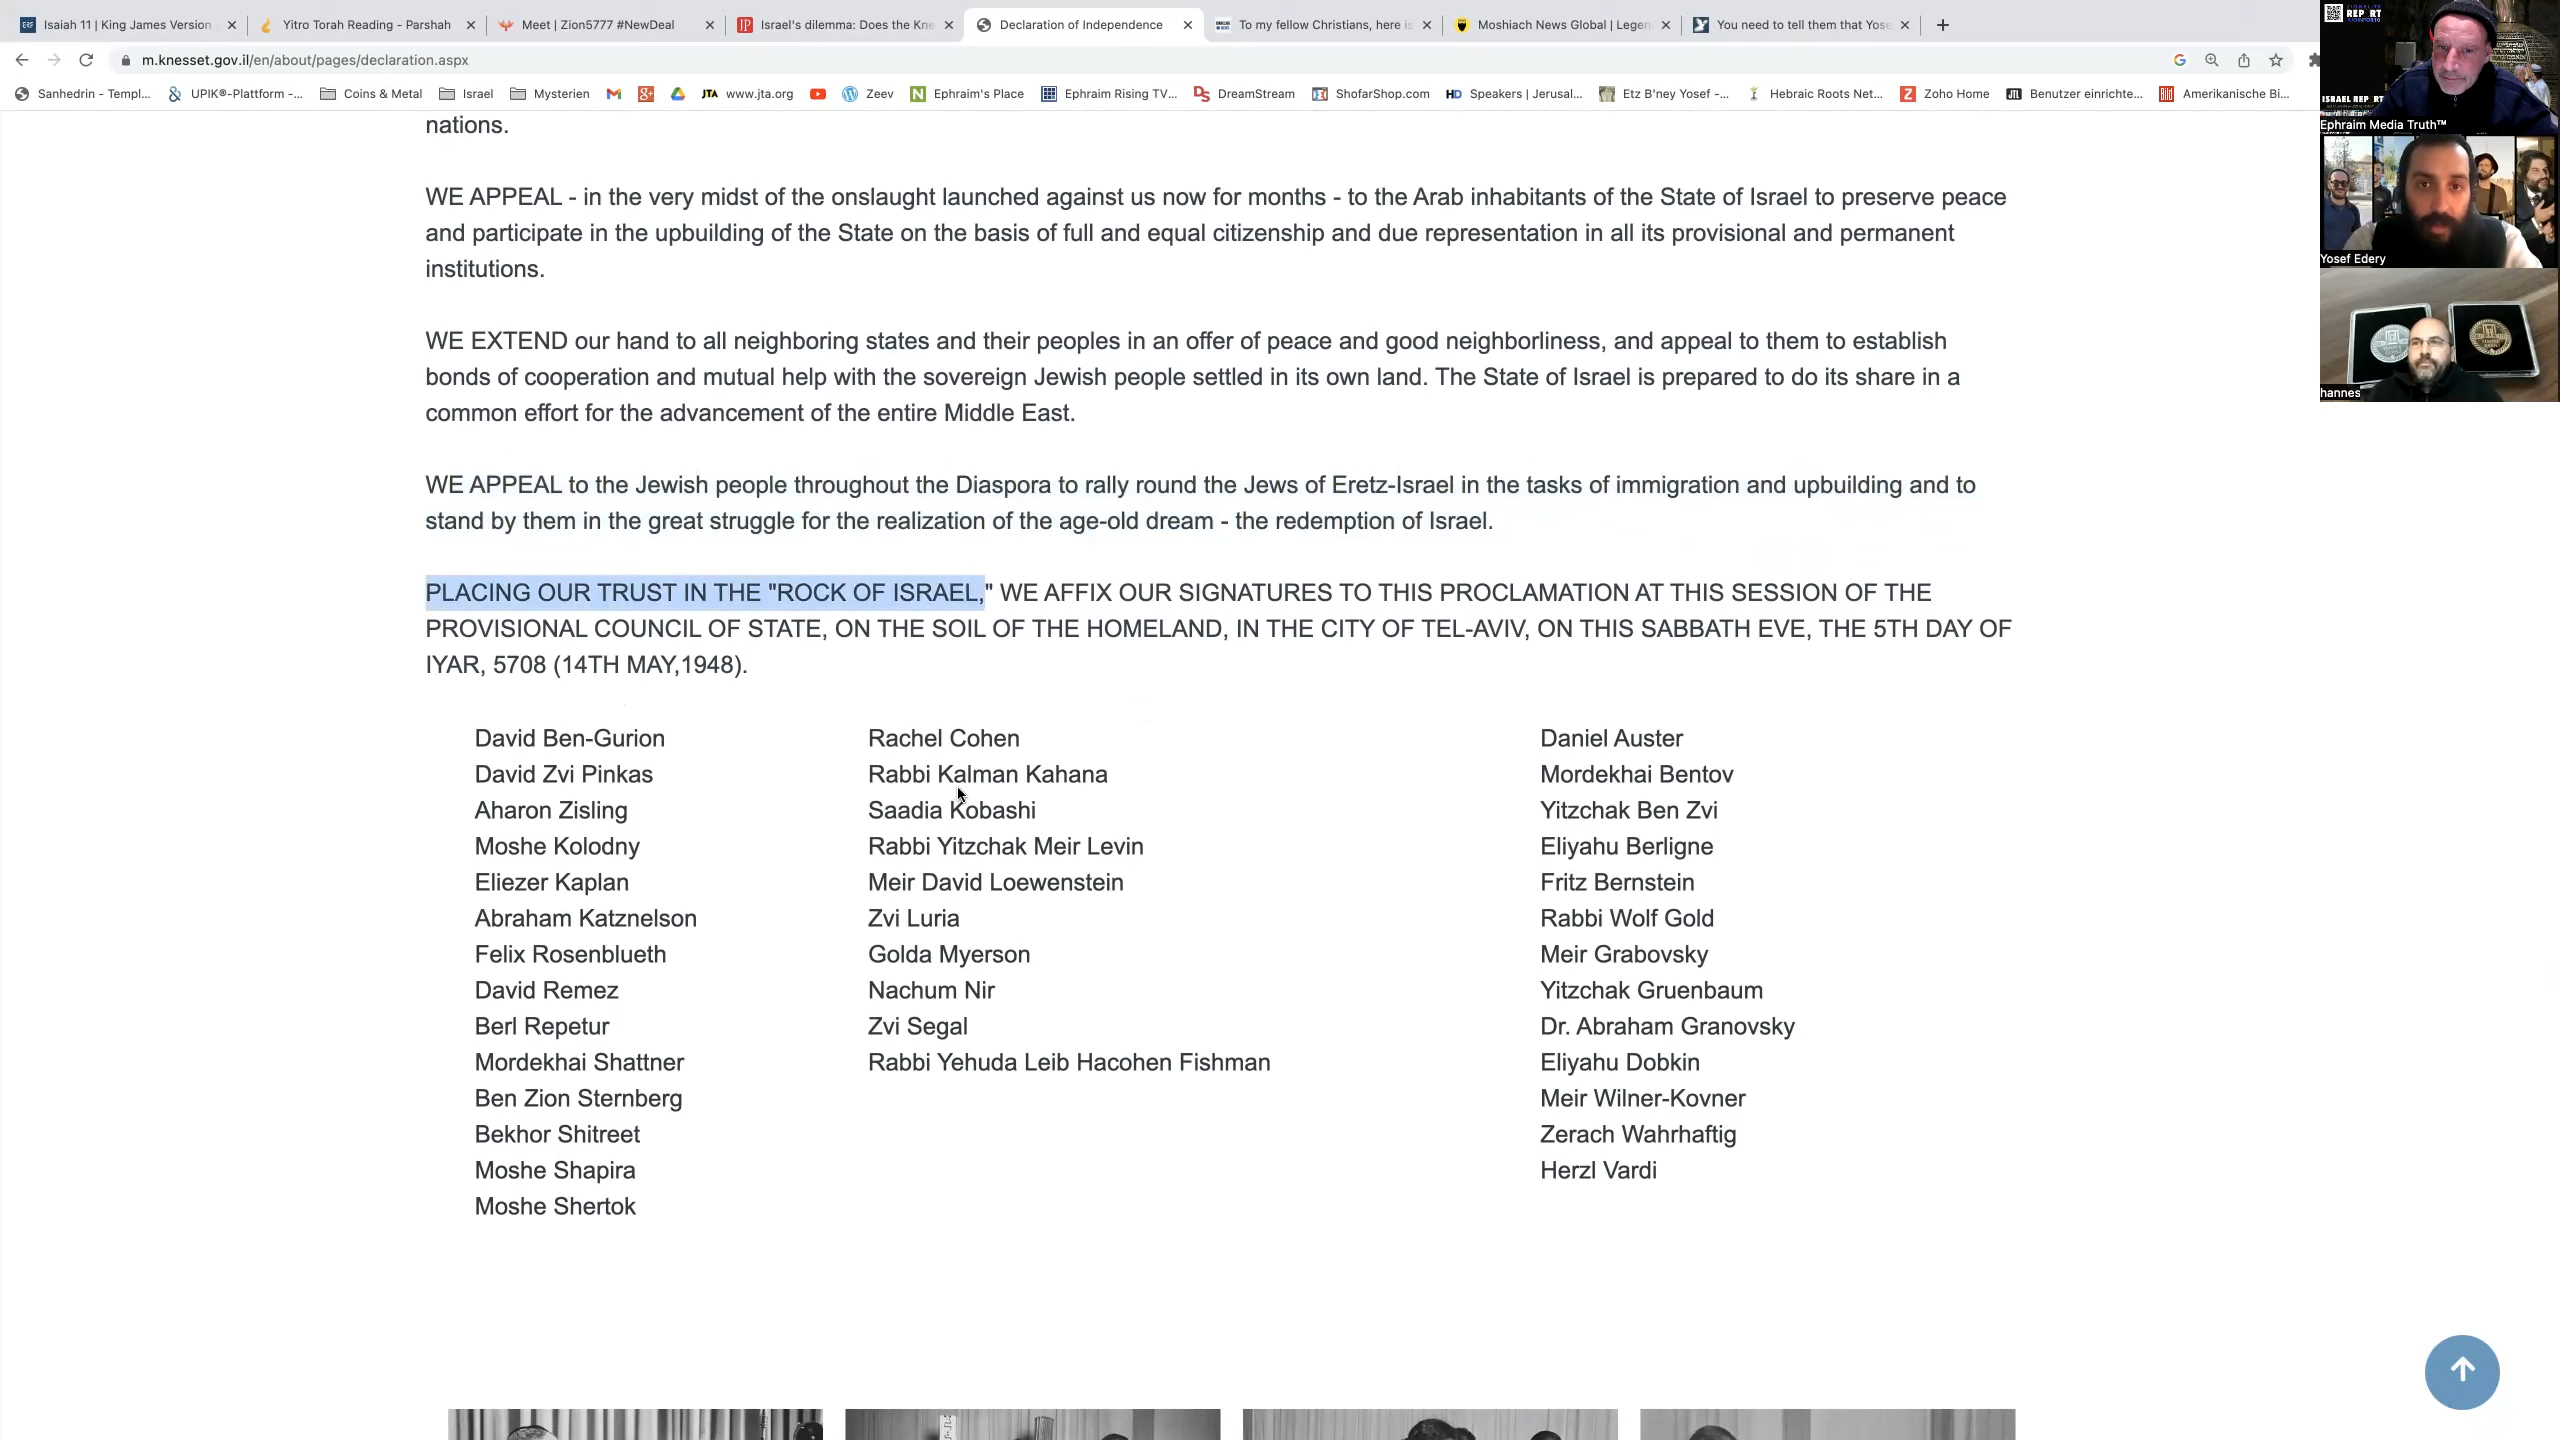 Isaiah 11 | King James Version
Yitro Torah Reading - Parshah
Meet | Zion5777 #NewDeal
Israel's dilemma: Does the Kne
Declaration of Independence
To my fellow Christians, here is
Moshiach News Global | Legen
You need to tell them that Yose
m.knesset.gov.il/en/about/pages/declaration.aspx
Sanhedrin - Templ...
UPIK®-Plattform -...
Coins & Metal
Israel
Mysterien
JTA www.jta.org
Zeev
Ephraim's Place
Ephraim Rising TV...
DreamStream
ShofarShop.com
HD Speakers | Jerusal...
Etz B'ney Yosef -...
Hebraic Roots Net...
Zoho Home
Benutzer einrichte...
Amerikanische Bi...
nations.
WE APPEAL - in the very midst of the onslaught launched against us now for months - to the Arab inhabitants of the State of Israel to preserve peace
and participate in the upbuilding of the State on the basis of full and equal citizenship and due representation in all its provisional and permanent
institutions.
WE EXTEND our hand to all neighboring states and their peoples in an offer of peace and good neighborliness, and appeal to them to establish
bonds of cooperation and mutual help with the sovereign Jewish people settled in its own land. The State of Israel is prepared to do its share in a
common effort for the advancement of the entire Middle East.
WE APPEAL to the Jewish people throughout the Diaspora to rally round the Jews of Eretz-Israel in the tasks of immigration and upbuilding and to
stand by them in the great struggle for the realization of the age-old dream - the redemption of Israel.
PLACING OUR TRUST IN THE "ROCK OF ISRAEL," WE AFFIX OUR SIGNATURES TO THIS PROCLAMATION AT THIS SESSION OF THE
PROVISIONAL COUNCIL OF STATE, ON THE SOIL OF THE HOMELAND, IN THE CITY OF TEL-AVIV, ON THIS SABBATH EVE, THE 5TH DAY OF
IYAR, 5708 (14TH MAY,1948).
David Ben-Gurion
David Zvi Pinkas
Aharon Zisling
Moshe Kolodny
Eliezer Kaplan
Abraham Katznelson
Felix Rosenblueth
David Remez
Berl Repetur
Mordekhai Shattner
Ben Zion Sternberg
Bekhor Shitreet
Moshe Shapira
Moshe Shertok
Rachel Cohen
Rabbi Kalman Kahana
Saadia Kobashi
Rabbi Yitzchak Meir Levin
Meir David Loewenstein
Zvi Luria
Golda Myerson
Nachum Nir
Zvi Segal
Rabbi Yehuda Leib Hacohen Fishman
Daniel Auster
Mordekhai Bentov
Yitzchak Ben Zvi
Eliyahu Berligne
Fritz Bernstein
Rabbi Wolf Gold
Meir Grabovsky
Yitzchak Gruenbaum
Dr. Abraham Granovsky
Eliyahu Dobkin
Meir Wilner-Kovner
Zerach Wahrhaftig
Herzl Vardi
ISRAEL REP RT
Ephraim Media Truth™
Yosef Edery
hannes